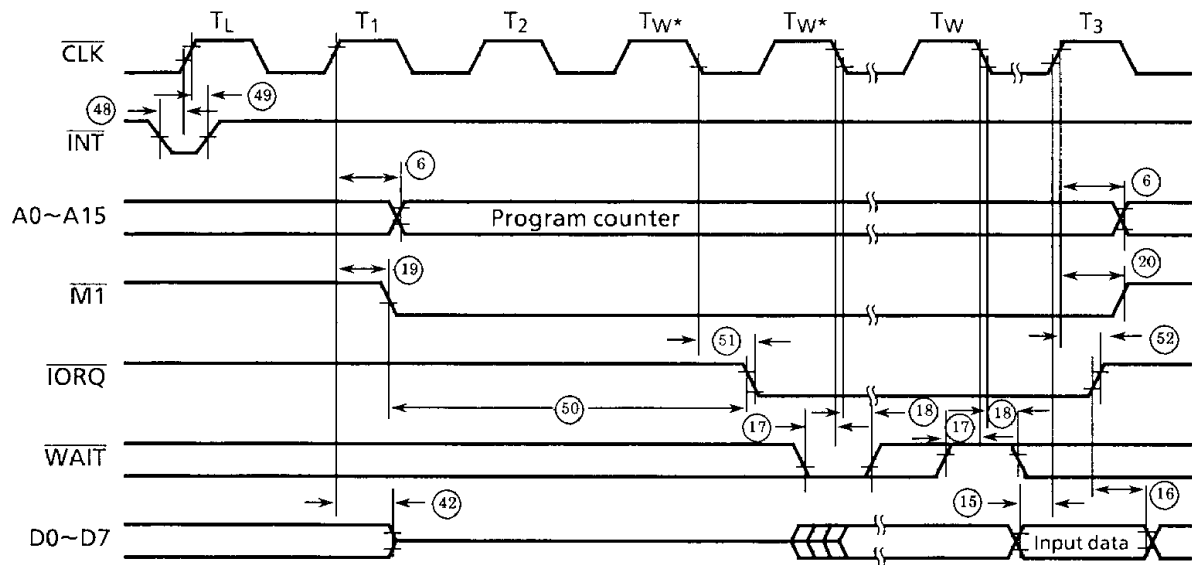 T_L T_1 T_2 T_W* T_W* T_W T_3
CLK
48 49
INT
6 6
A0~A15 Program counter
19 20
M1
51 52
IORQ
50
17 18 17 18
WAIT
42 15 16
D0~D7 Input data